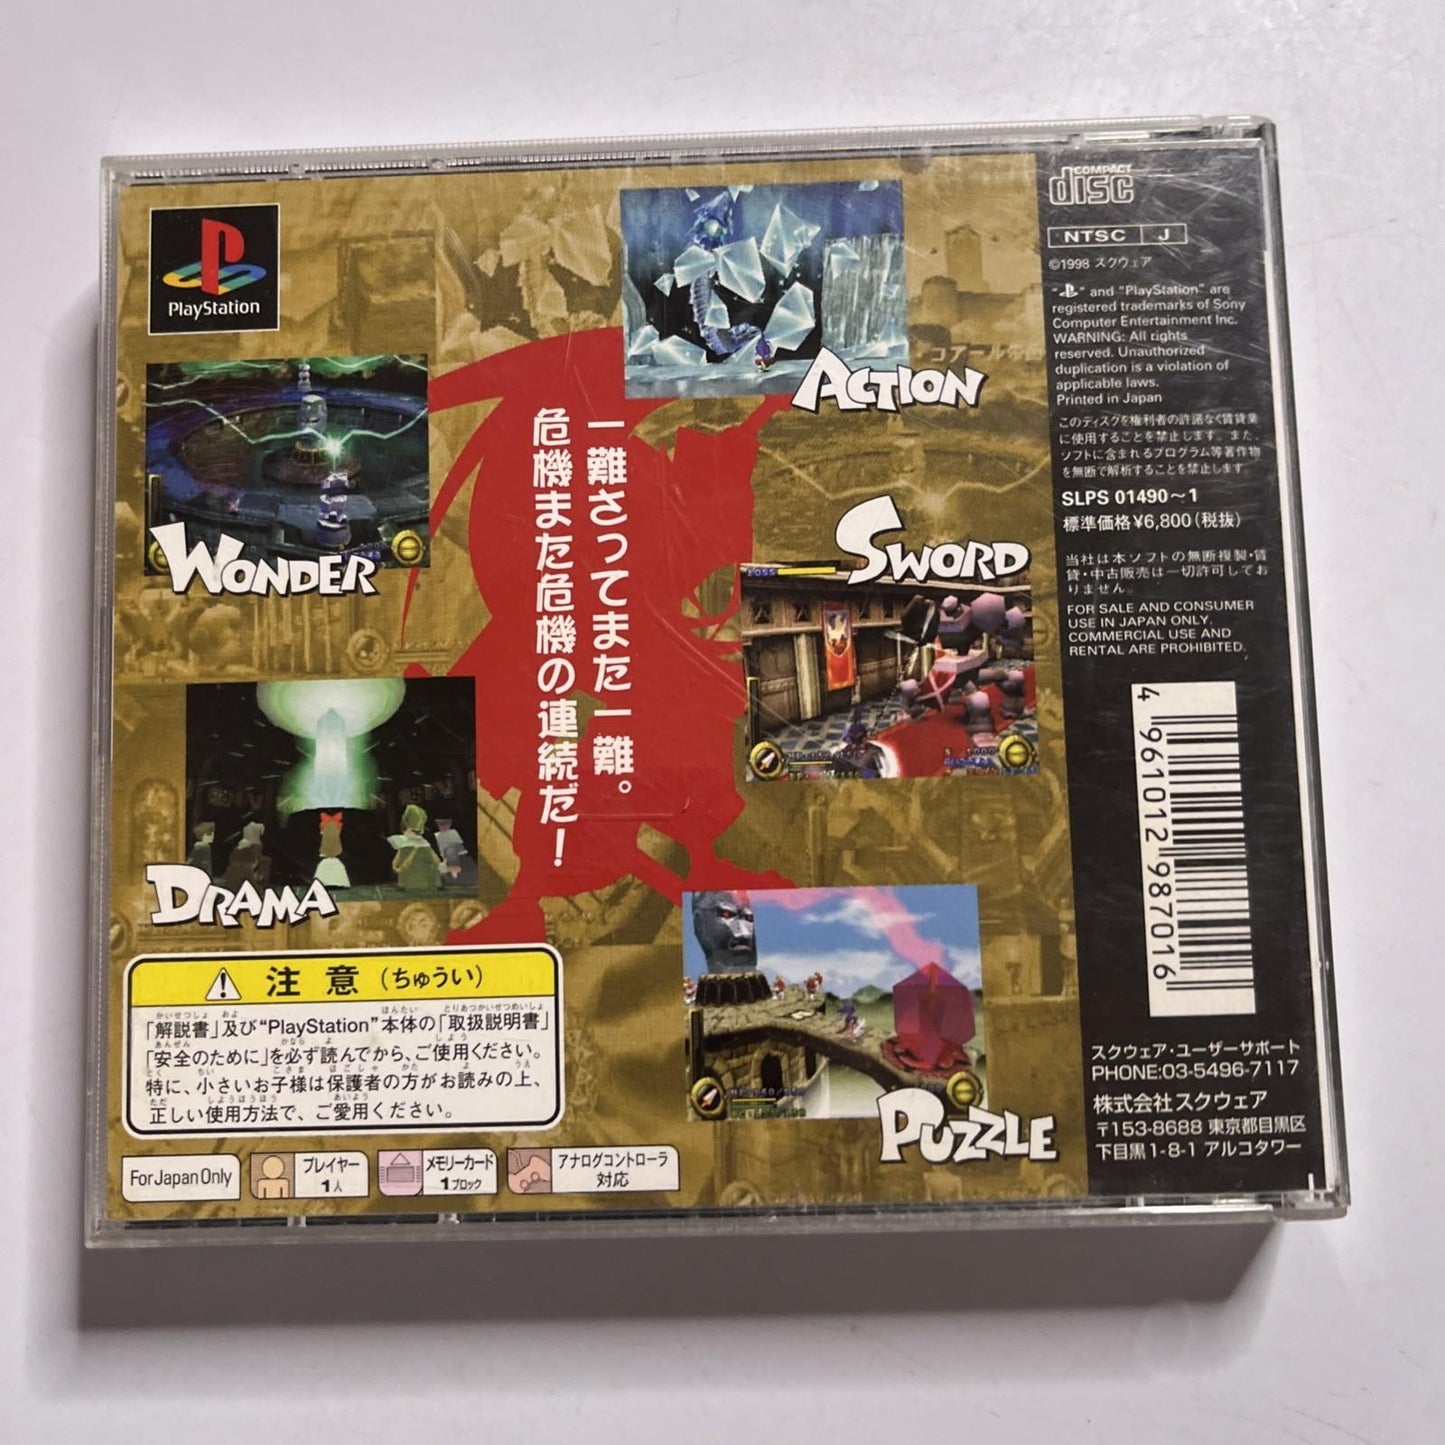 PlayStation
WONDER
DRAMA
ACTION
SWORD
PUZZLE
一難さってまた一難。
危機また危機の連続だ!
注意(ちゅうい)
「解説書」及び“PlayStation”本体の「取扱説明書」
「安全のために」を必ず読んでから、ご使用ください。
特に、小さいお子様は保護者の方がお読みの上、
正しい使用方法で、ご愛用ください。
For Japan Only
プレイヤー
1人
メモリーカード
1ブロック
アナログコントローラ
対応
COMPACT
disc
NTSC J
©1998 スクウェア
“ ” and “PlayStation” are
registered trademarks of Sony
Computer Entertainment Inc.
WARNING: All rights
reserved. Unauthorized
duplication is a violation of
applicable laws.
Printed in Japan
このディスクを権利者の許諾なく賃貸業
に使用することを禁止します。また、
ソフトに含まれるプログラム等著作物
を無断で解析することを禁止します。
SLPS 01490~1
標準価格¥6,800(税抜)
当社は本ソフトの無断複製・賃
貸・中古販売は一切許可してお
りません。
FOR SALE AND CONSUMER
USE IN JAPAN ONLY.
COMMERCIAL USE AND
RENTAL ARE PROHIBITED.
4 961012 987016
スクウェア・ユーザーサポート
PHONE:03-5496-7117
株式会社スクウェア
〒153-8688 東京都目黒区
下目黒1-8-1 アルコタワー